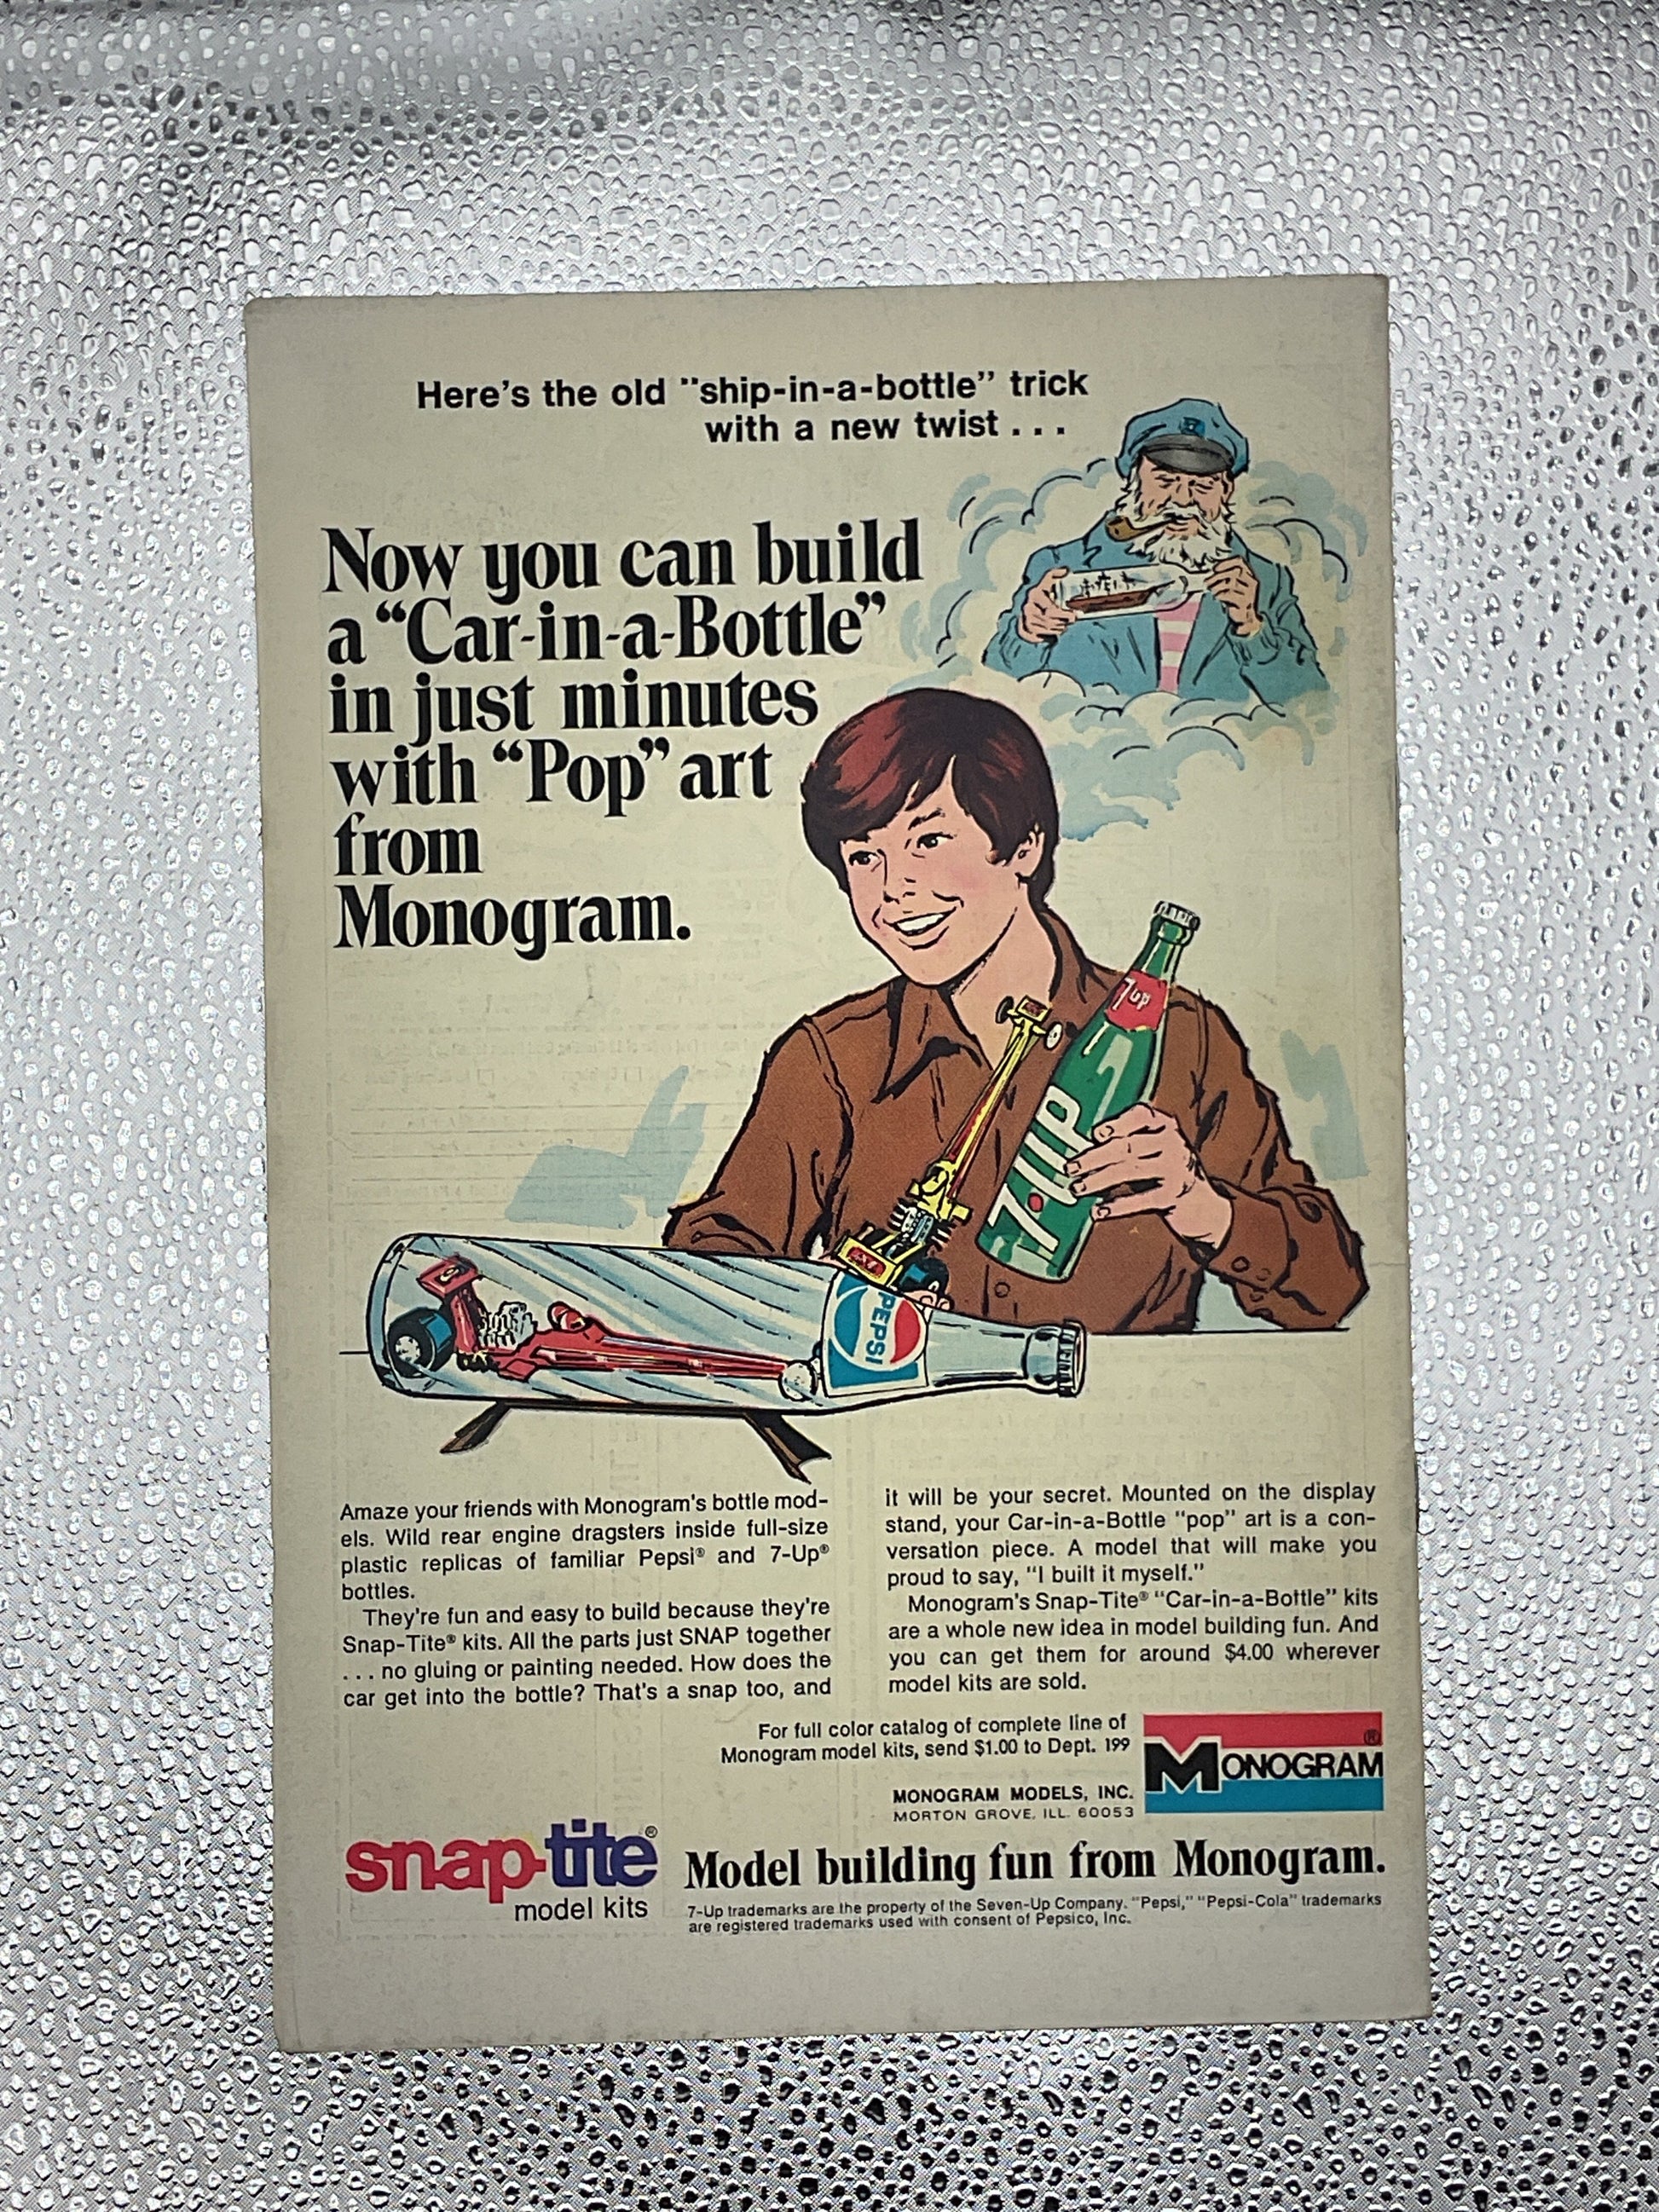 Here's the old "ship-in-a-bottle" trick
with a new twist . . .
Now you can build
a “Car-in-a-Bottle”
in just minutes
with “Pop” art
from
Monogram.
7up
7UP
PEPSI
Amaze your friends with Monogram's bottle mod-
els. Wild rear engine dragsters inside full-size
plastic replicas of familiar Pepsi® and 7-Up®
bottles.
They're fun and easy to build because they're
Snap-Tite® kits. All the parts just SNAP together
. . . no gluing or painting needed. How does the
car get into the bottle? That's a snap too, and
it will be your secret. Mounted on the display
stand, your Car-in-a-Bottle "pop" art is a con-
versation piece. A model that will make you
proud to say, "I built it myself."
Monogram's Snap-Tite® "Car-in-a-Bottle" kits
are a whole new idea in model building fun. And
you can get them for around $4.00 wherever
model kits are sold.
For full color catalog of complete line of
Monogram model kits, send $1.00 to Dept. 199
MONOGRAM MODELS, INC.
MORTON GROVE, ILL. 60053
MONOGRAM®
snap-tite®
model kits
Model building fun from Monogram.
7-Up trademarks are the property of the Seven-Up Company. "Pepsi," "Pepsi-Cola" trademarks
are registered trademarks used with consent of Pepsico, Inc.